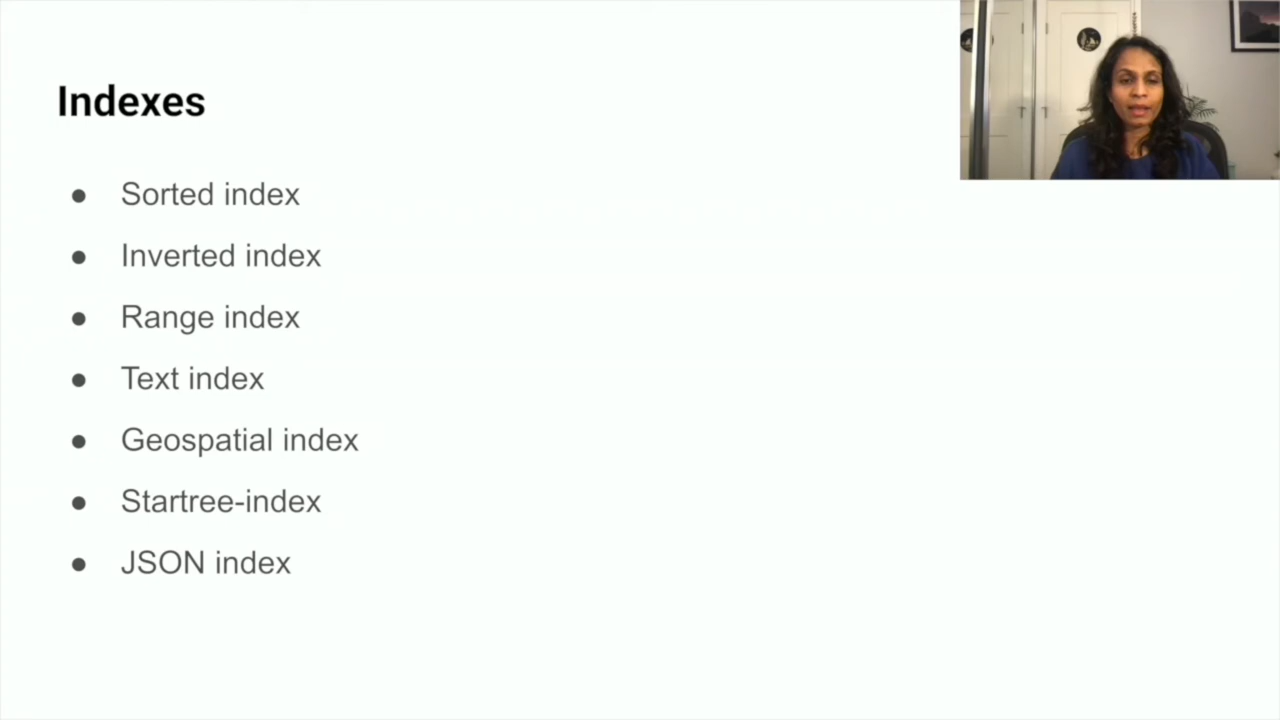 Indexes
● Sorted index
● Inverted index
● Range index
● Text index
● Geospatial index
● Startree-index
● JSON index